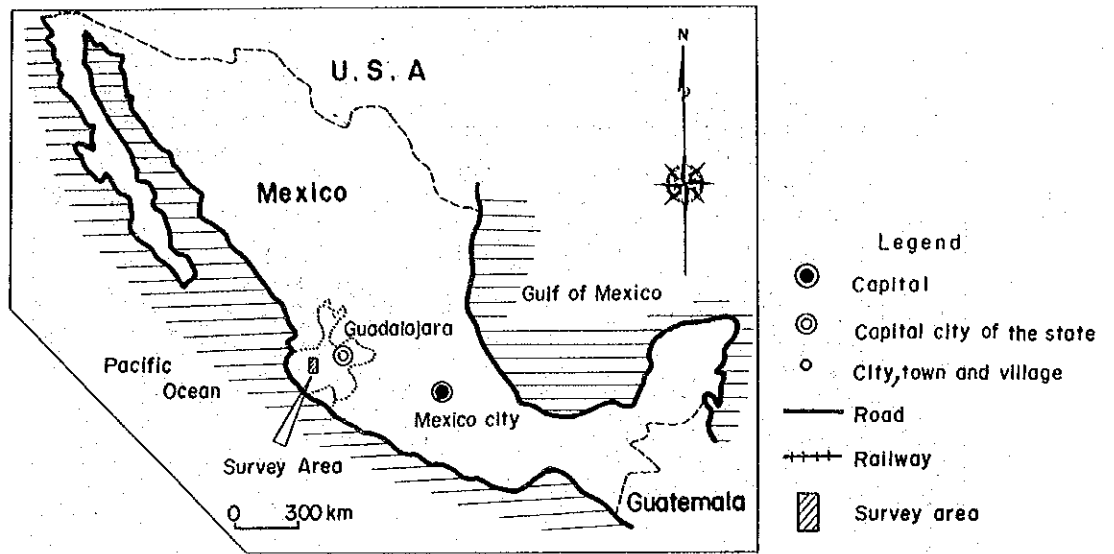 U. S. A
N
Mexico
Legend
Capital
Gulf of Mexico
Guadalojara
Capital city of the state
Pacific
Ocean
City, town and village
Mexico city
Road
Survey Area
Railway
Guatemala
0 300 km
Survey area